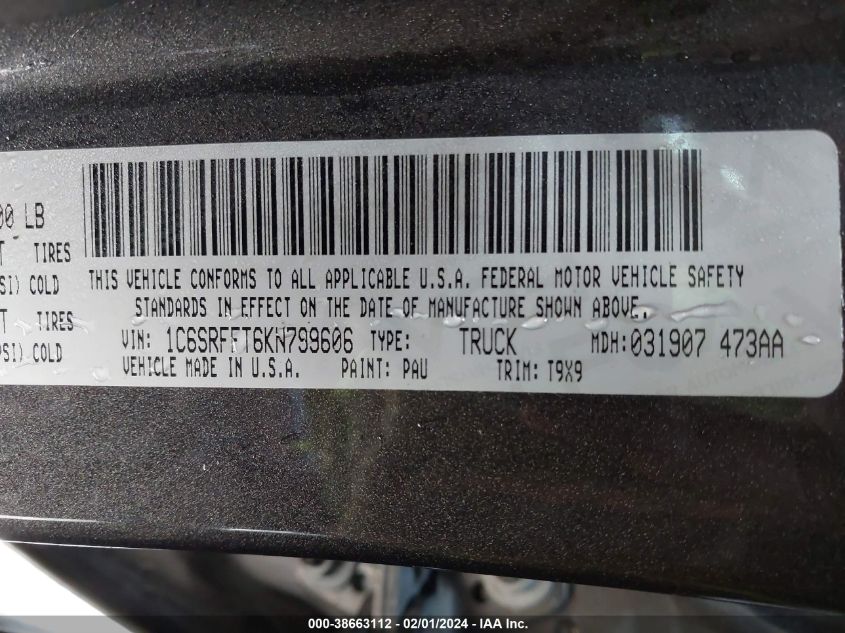 00 LB
TIRES
SI) COLD
TIRES
PSI) COLD
THIS VEHICLE CONFORMS TO ALL APPLICABLE U.S.A. FEDERAL MOTOR VEHICLE SAFETY
STANDARDS IN EFFECT ON THE DATE OF MANUFACTURE SHOWN ABOVE.
VIN: 1C6SRFFT6KN799606 TYPE: TRUCK MDH: 031907 473AA
VEHICLE MADE IN U.S.A. PAINT: PAU TRIM: T9X9
000-38663112 - 02/01/2024 - IAA Inc.